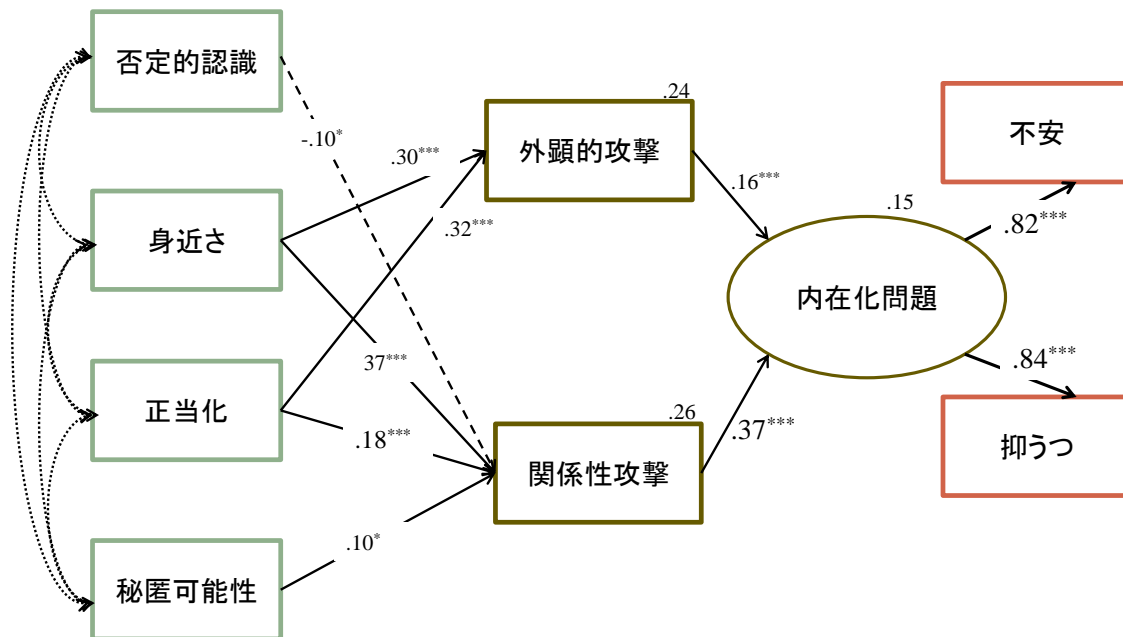 否定的認識
身近さ
正当化
秘匿可能性
-.10*
.30***
.32***
37***
.18***
.10*
.24
外顕的攻撃
.26
関係性攻撃
.16***
.37***
.15
内在化問題
.82***
.84***
不安
抑うつ